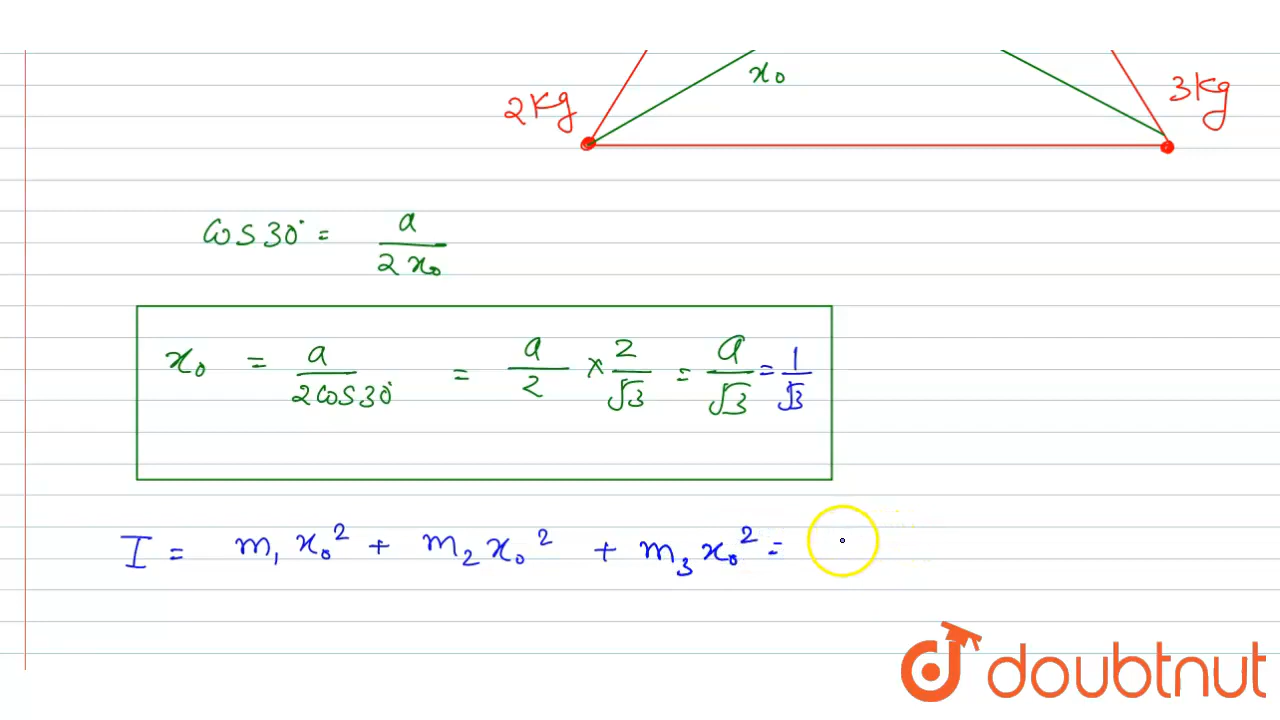 x₀
2Kg
3Kg
cos 30° = a / 2x₀
x₀ = a / 2cos30° = a/2 × 2/√3 = a/√3 = 1/√3
I = m₁x₀² + m₂x₀² + m₃x₀² =
doubtnut